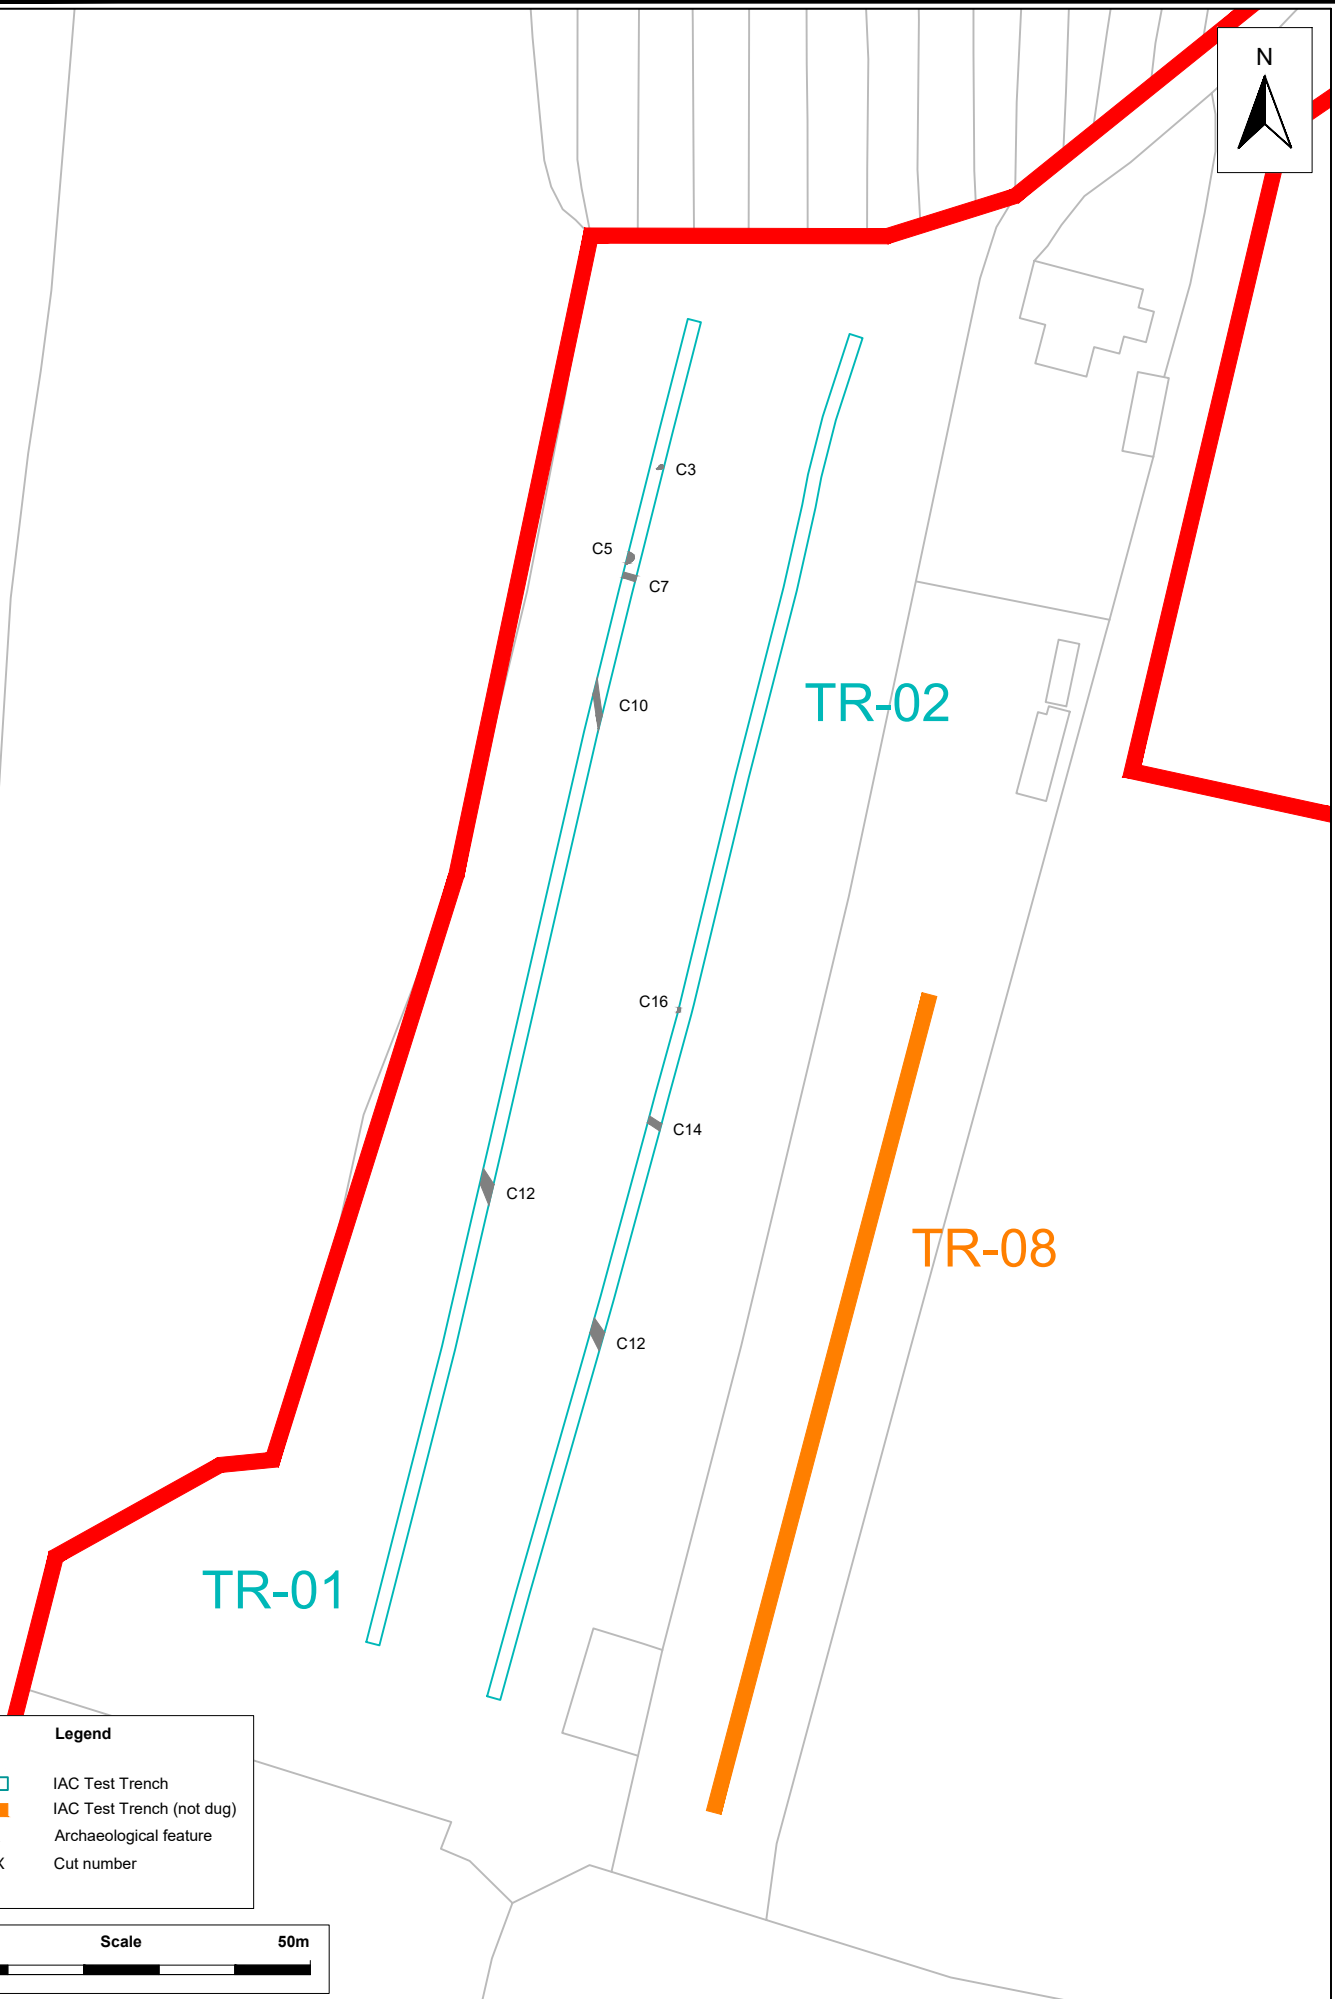 N
C3
C5
C7
TR-02
C10
C16
C14
C12
TR-08
C12
TR-01
Legend
IAC Test Trench
IAC Test Trench (not dug)
Archaeological feature
Cut number
Scale 50m